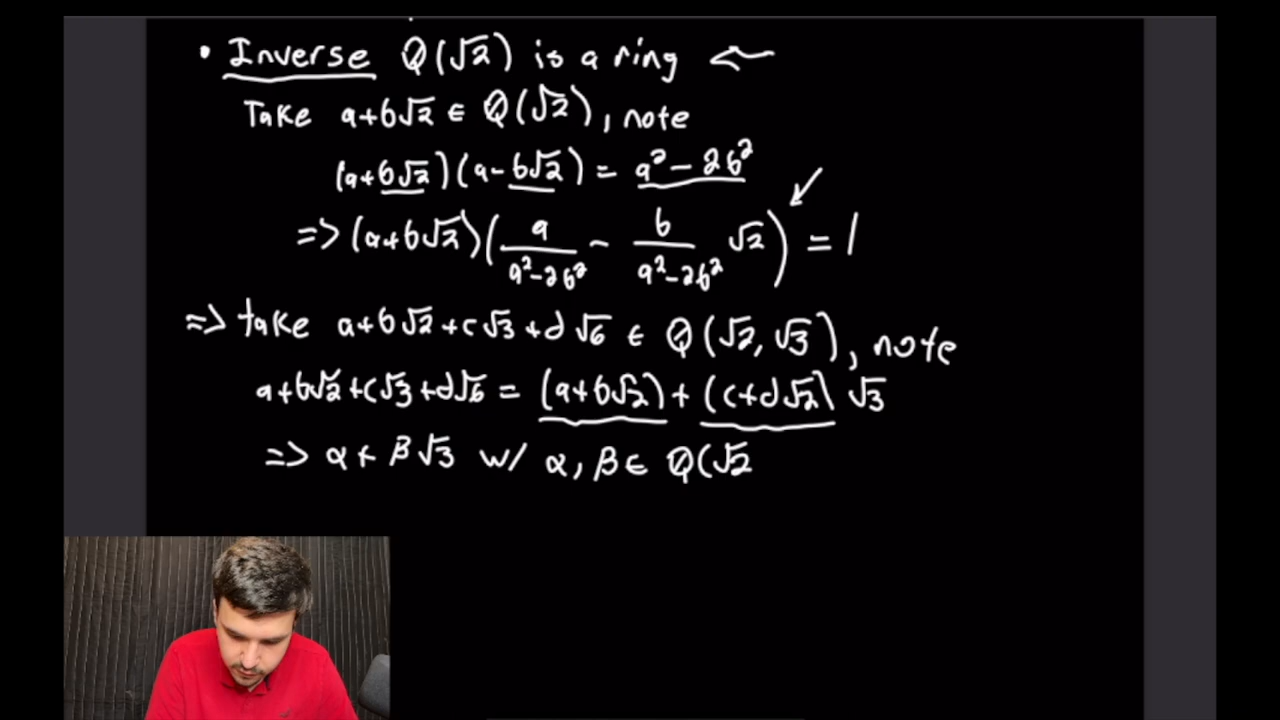 • Inverse ℚ(√2) is a ring ←
Take a+b√2 ∈ ℚ(√2), note
(a+b√2)(a-b√2) = a² - 2b²
=> (a+b√2)(a/(a²-2b²) - b/(a²-2b²) √2) = 1
=> take a+b√2+c√3+d√6 ∈ ℚ(√2, √3), note
a+b√2+c√3+d√6 = (a+b√2) + (c+d√2) √3
=> α + β√3 w/ α, β ∈ ℚ(√2